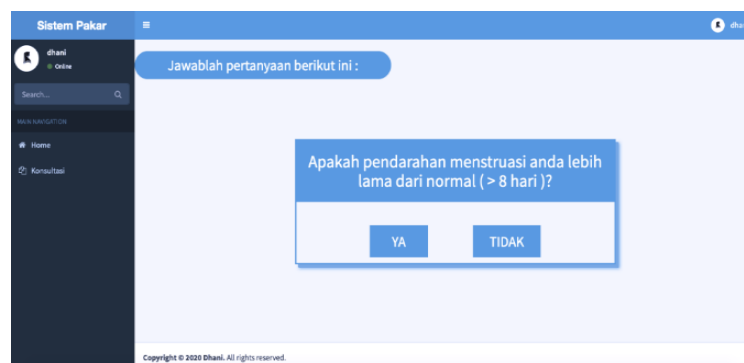 Sistem Pakar
dhani
Online
Jawablah pertanyaan berikut ini :
Search...
MAIN NAVIGATION
Home
Konsultasi
Apakah pendarahan menstruasi anda lebih
lama dari normal ( > 8 hari )?
YA
TIDAK
Copyright © 2020 Dhani. All rights reserved.